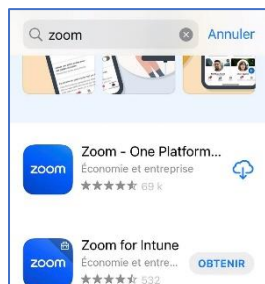 zoom
Annuler
Zoom - One Platform...
Économie et entreprise
69 k
zoom
Zoom for Intune
Économie et entre...
OBTENIR
532
zoom